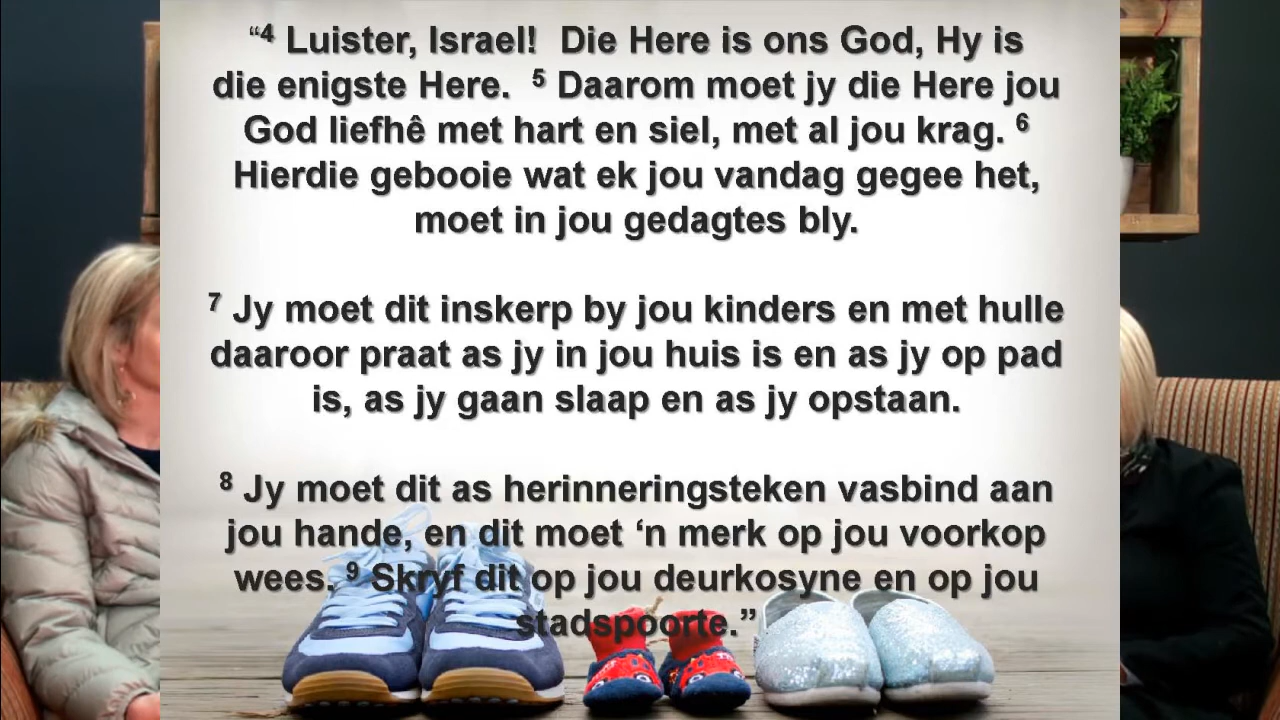 “4 Luister, Israel! Die Here is ons God, Hy is
die enigste Here. 5 Daarom moet jy die Here jou
God liefhê met hart en siel, met al jou krag. 6
Hierdie gebooie wat ek jou vandag gegee het,
moet in jou gedagtes bly.
7 Jy moet dit inskerp by jou kinders en met hulle
daaroor praat as jy in jou huis is en as jy op pad
is, as jy gaan slaap en as jy opstaan.
8 Jy moet dit as herinneringsteken vasbind aan
jou hande, en dit moet ‘n merk op jou voorkop
wees. 9 Skryf dit op jou deurkosyne en op jou
stadspoorte.”